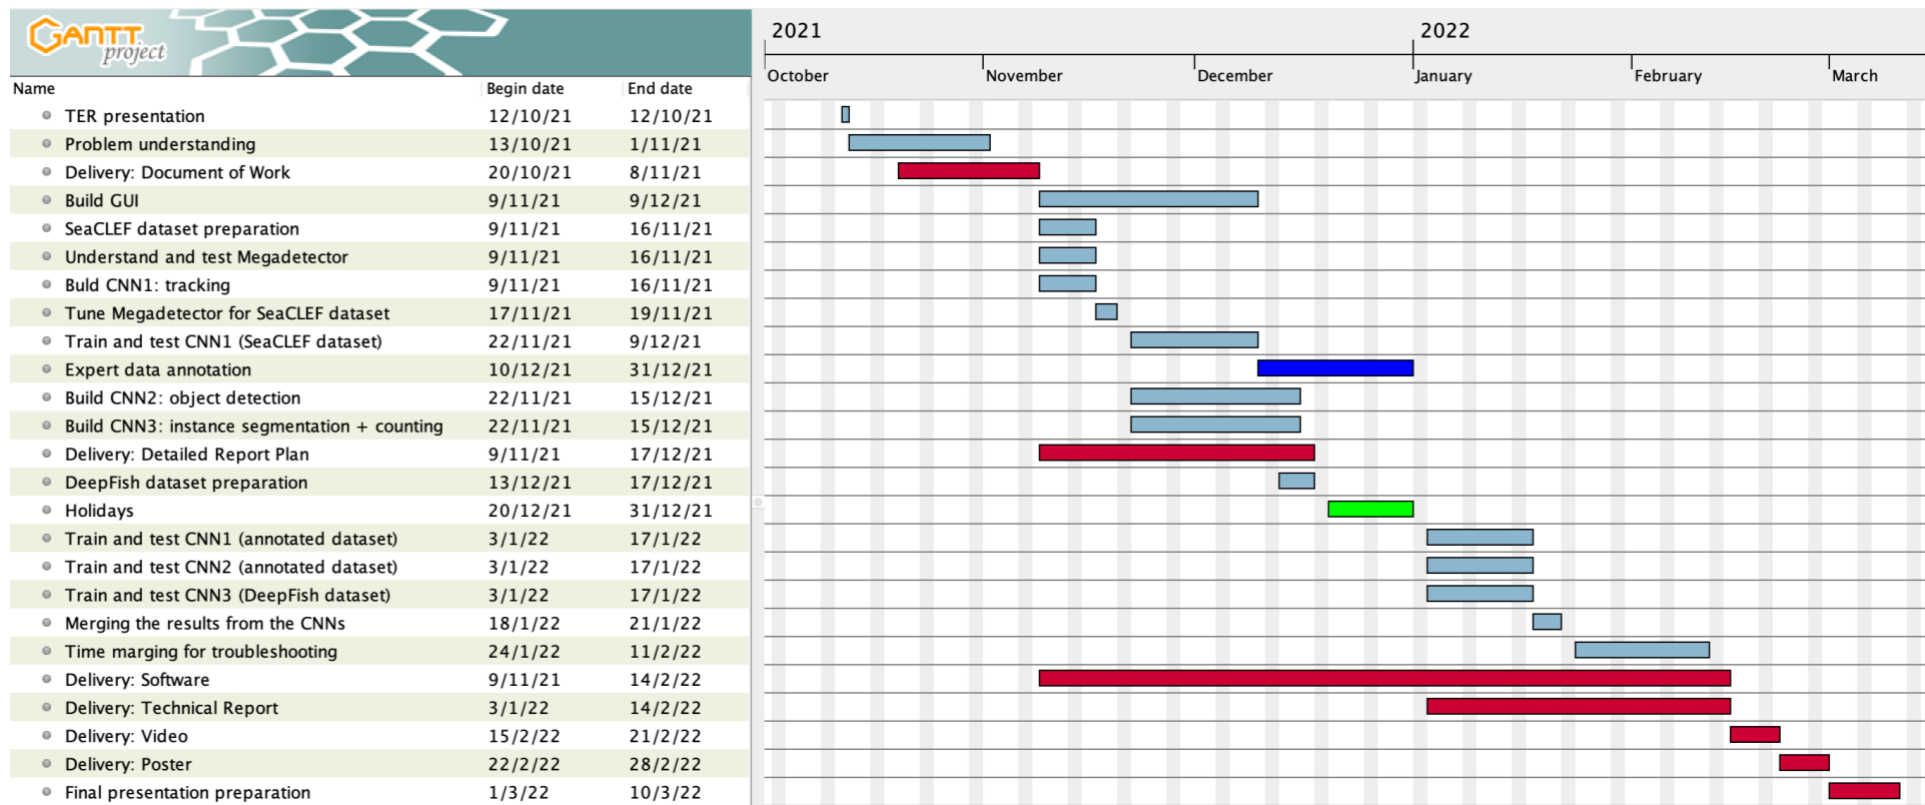 GANTT
project
2021 2022
October November December January February March
Name Begin date End date
TER presentation 12/10/21 12/10/21
Problem understanding 13/10/21 1/11/21
Delivery: Document of Work 20/10/21 8/11/21
Build GUI 9/11/21 9/12/21
SeaCLEF dataset preparation 9/11/21 16/11/21
Understand and test Megadetector 9/11/21 16/11/21
Buld CNN1: tracking 9/11/21 16/11/21
Tune Megadetector for SeaCLEF dataset 17/11/21 19/11/21
Train and test CNN1 (SeaCLEF dataset) 22/11/21 9/12/21
Expert data annotation 10/12/21 31/12/21
Build CNN2: object detection 22/11/21 15/12/21
Build CNN3: instance segmentation + counting 22/11/21 15/12/21
Delivery: Detailed Report Plan 9/11/21 17/12/21
DeepFish dataset preparation 13/12/21 17/12/21
Holidays 20/12/21 31/12/21
Train and test CNN1 (annotated dataset) 3/1/22 17/1/22
Train and test CNN2 (annotated dataset) 3/1/22 17/1/22
Train and test CNN3 (DeepFish dataset) 3/1/22 17/1/22
Merging the results from the CNNs 18/1/22 21/1/22
Time marging for troubleshooting 24/1/22 11/2/22
Delivery: Software 9/11/21 14/2/22
Delivery: Technical Report 3/1/22 14/2/22
Delivery: Video 15/2/22 21/2/22
Delivery: Poster 22/2/22 28/2/22
Final presentation preparation 1/3/22 10/3/22